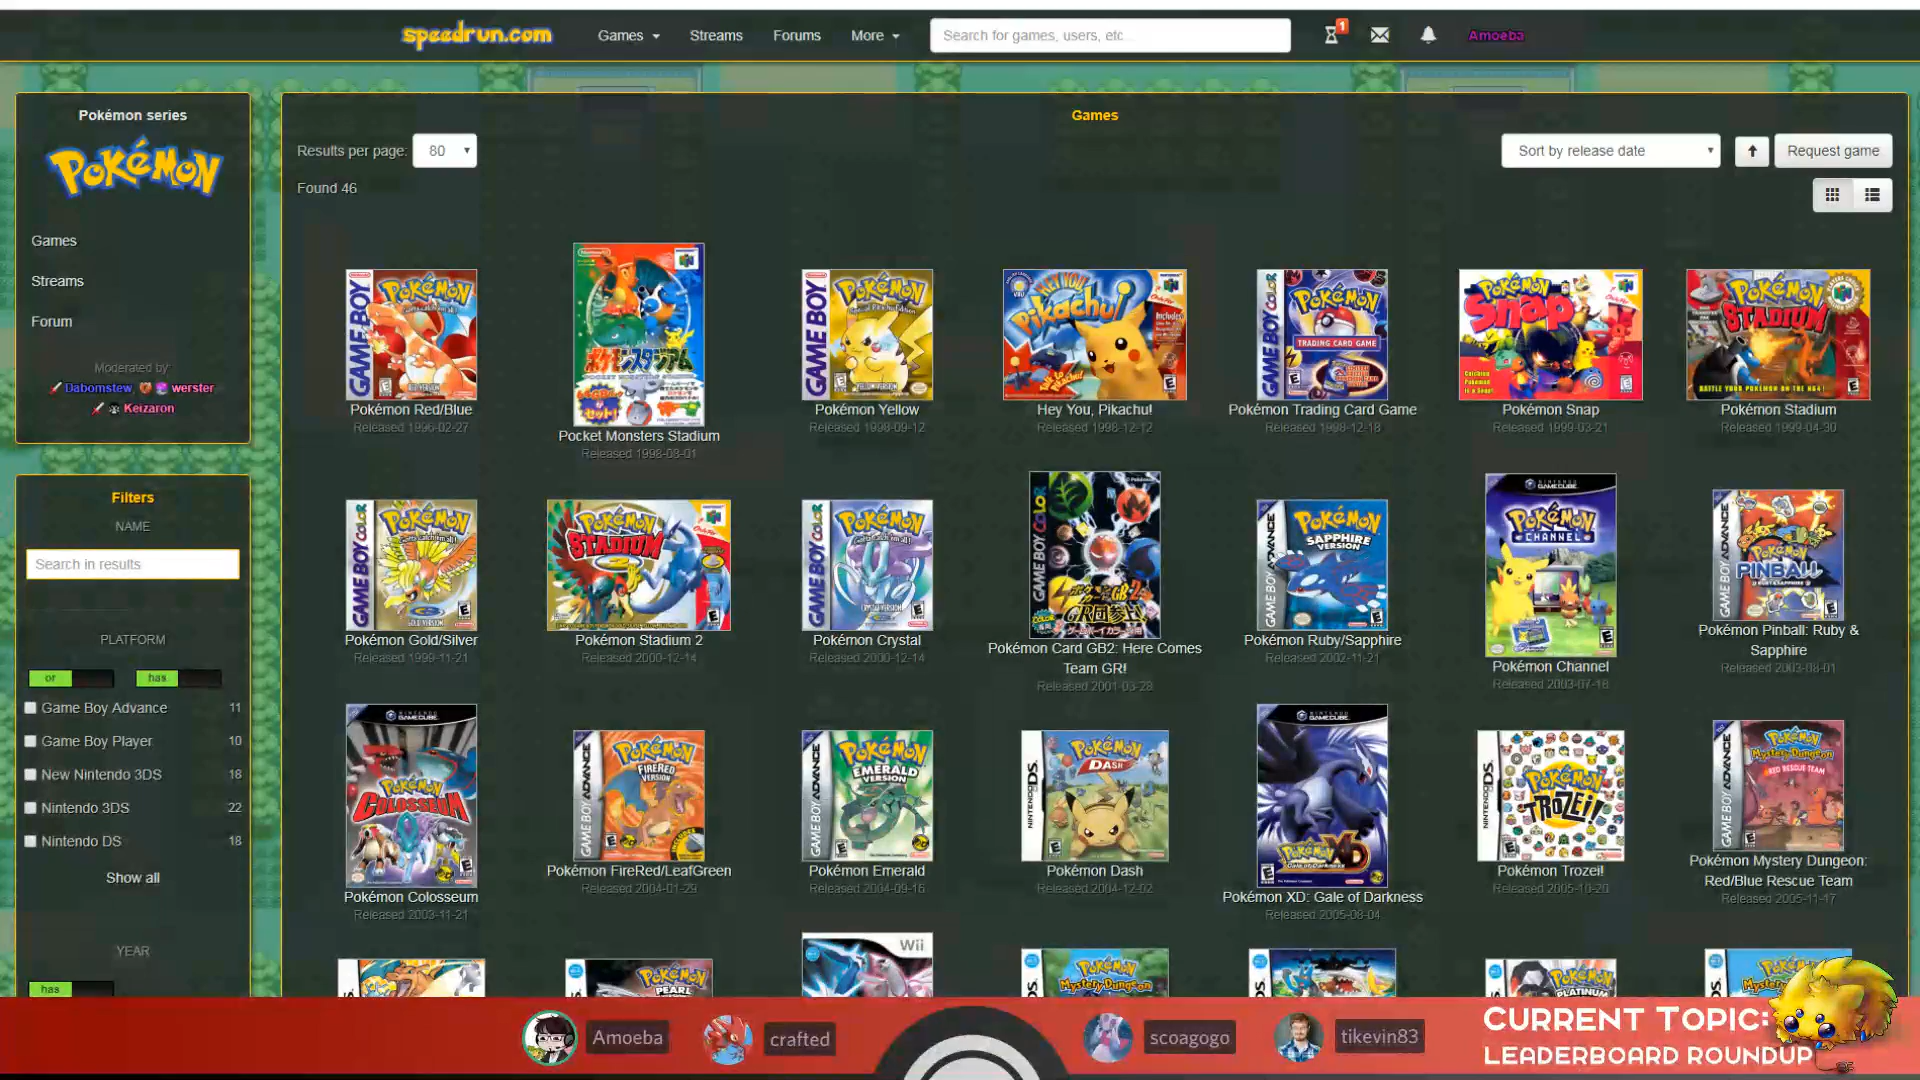 speedrun.com
Games
Streams
Forums
More
Search for games, users, etc
1
Amoeba
Pokémon series
POKéMON
Games
Streams
Forum
Moderated by:
Dabomstew, werster
Keizaron
Filters
NAME
Search in results
PLATFORM
or
has
Game Boy Advance 11
Game Boy Player 10
New Nintendo 3DS 18
Nintendo 3DS 22
Nintendo DS 18
Show all
YEAR
has
Games
Results per page: 80
Sort by release date
Request game
Found 46
Pokémon Red/Blue
Released 1996-02-27
Pocket Monsters Stadium
Released 1998-08-01
Pokémon Yellow
Released 1998-09-12
Hey You, Pikachu!
Released 1998-12-12
Pokémon Trading Card Game
Released 1998-12-18
Pokémon Snap
Released 1999-03-21
Pokémon Stadium
Released 1999-04-30
Pokémon Gold/Silver
Released 1999-11-21
Pokémon Stadium 2
Released 2000-12-14
Pokémon Crystal
Released 2000-12-14
Pokémon Card GB2: Here Comes
Team GR!
Released 2001-03-28
Pokémon Ruby/Sapphire
Released 2002-11-21
Pokémon Channel
Released 2003-07-18
Pokémon Pinball: Ruby &
Sapphire
Released 2003-08-01
Pokémon Colosseum
Released 2003-11-21
Pokémon FireRed/LeafGreen
Released 2004-01-29
Pokémon Emerald
Released 2004-09-16
Pokémon Dash
Released 2004-12-02
Pokémon XD: Gale of Darkness
Released 2005-08-04
Pokémon Trozei!
Released 2005-10-20
Pokémon Mystery Dungeon:
Red/Blue Rescue Team
Released 2005-11-17
Amoeba
crafted
scoagogo
tikevin83
CURRENT TOPIC:
LEADERBOARD ROUNDUP